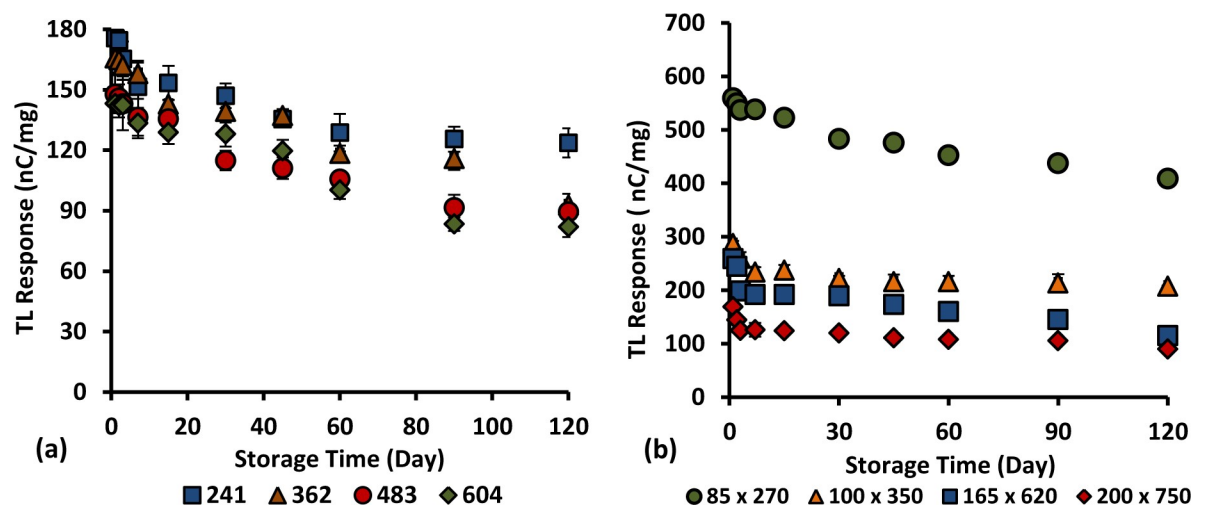 180
150
120
90
60
30
0
TL Response (nC/mg)
0 20 40 60 80 100 120
Storage Time (Day)
(a)
241 362 483 604
700
600
500
400
300
200
100
0
TL Response ( nC/mg)
0 30 60 90 120
Storage Time (Day)
(b)
85 x 270 100 x 350 165 x 620 200 x 750